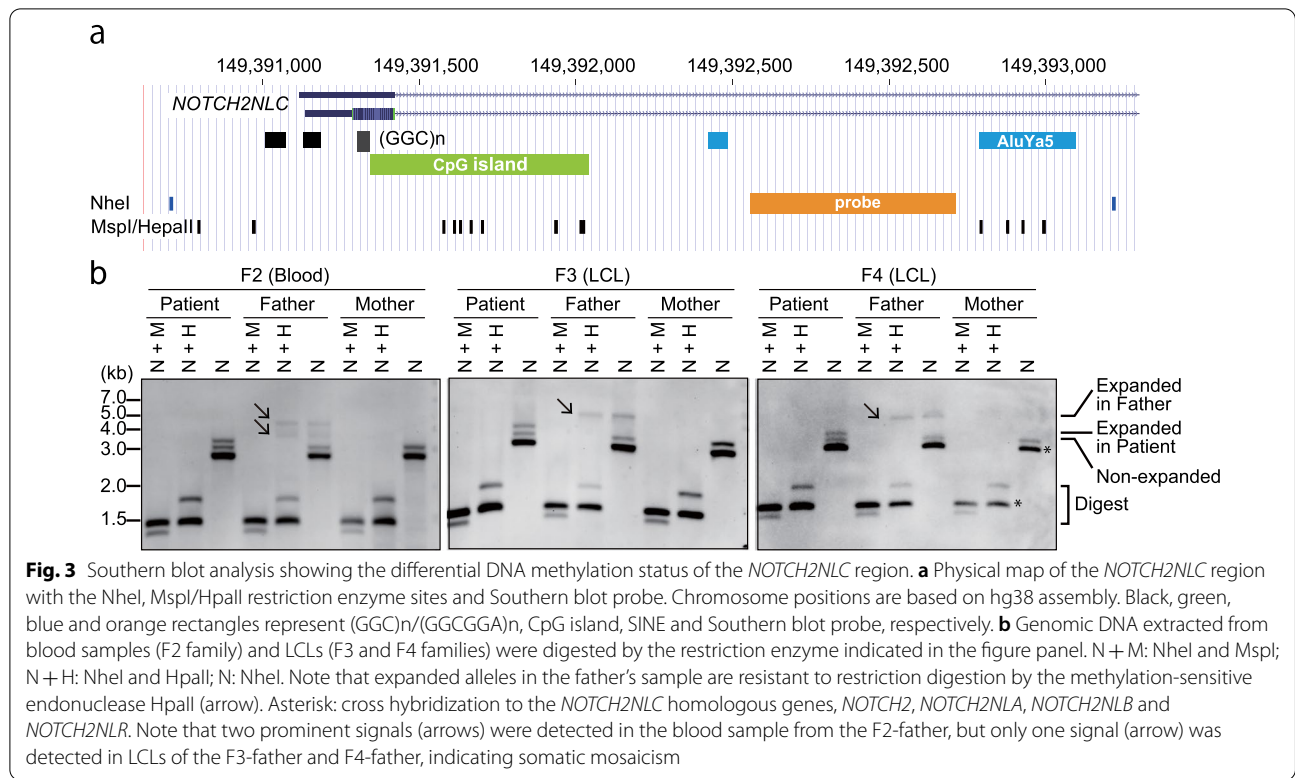 a
149,391,000 149,391,500 149,392,000 149,392,500 149,392,500 149,393,000
NOTCH2NLC
(GGC)n
AluYa5
CpG island
NheI
probe
MspI/HepaII
b
F2 (Blood) F3 (LCL) F4 (LCL)
Patient Father Mother Patient Father Mother Patient Father Mother
N + M N + H N N + M N + H N N + M N + H N N + M N + H N N + M N + H N N + M N + H N N + M N + H N N + M N + H N N + M N + H N
(kb)
7.0
5.0
4.0
3.0
2.0
1.5
Expanded
in Father
Expanded
in Patient
*
Non-expanded
Digest
*
Fig. 3 Southern blot analysis showing the differential DNA methylation status of the NOTCH2NLC region. a Physical map of the NOTCH2NLC region
with the NheI, MspI/HpaII restriction enzyme sites and Southern blot probe. Chromosome positions are based on hg38 assembly. Black, green,
blue and orange rectangles represent (GGC)n/(GGCGGA)n, CpG island, SINE and Southern blot probe, respectively. b Genomic DNA extracted from
blood samples (F2 family) and LCLs (F3 and F4 families) were digested by the restriction enzyme indicated in the figure panel. N + M: NheI and MspI;
N + H: NheI and HpaII; N: NheI. Note that expanded alleles in the father's sample are resistant to restriction digestion by the methylation-sensitive
endonuclease HpaII (arrow). Asterisk: cross hybridization to the NOTCH2NLC homologous genes, NOTCH2, NOTCH2NLA, NOTCH2NLB and
NOTCH2NLR. Note that two prominent signals (arrows) were detected in the blood sample from the F2-father, but only one signal (arrow) was
detected in LCLs of the F3-father and F4-father, indicating somatic mosaicism